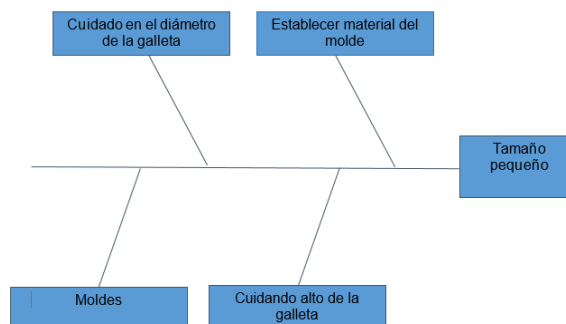 Cuidado en el diámetro
de la galleta
Establecer material del
molde
Tamaño
pequeño
Moldes
Cuidando alto de la
galleta